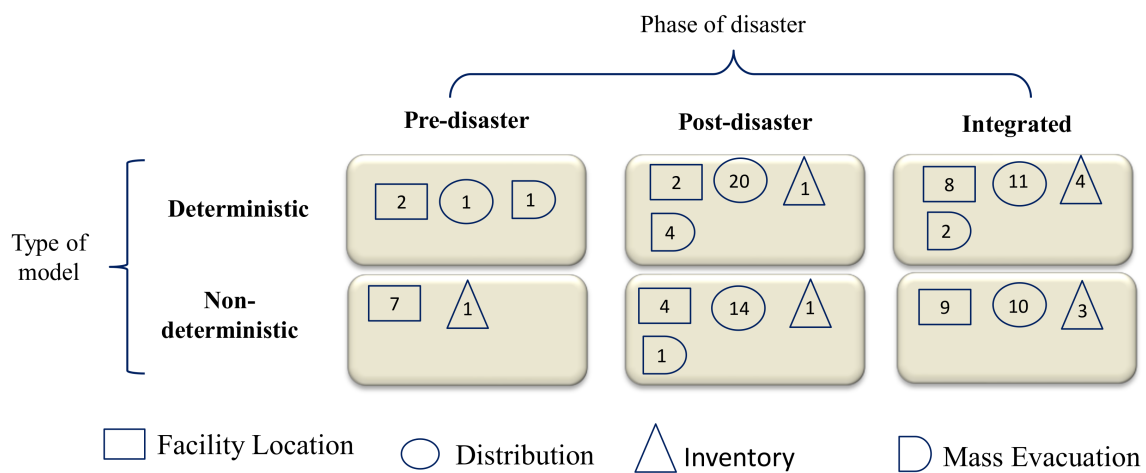 Phase of disaster
Pre-disaster
Post-disaster
Integrated
Type of
model
Deterministic
2
1
1
2
20
1
4
8
11
4
2
Non-
deterministic
7
1
4
14
1
1
9
10
3
Facility Location
Distribution
Inventory
Mass Evacuation